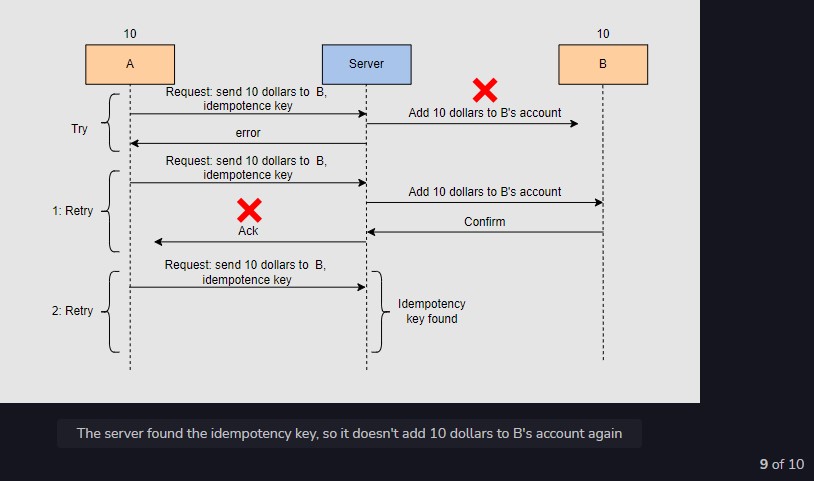 10
10
A
Server
B
Request: send 10 dollars to B,
idempotence key
Add 10 dollars to B's account
Try
error
Request: send 10 dollars to B,
idempotence key
Add 10 dollars to B's account
1: Retry
Confirm
Ack
Request: send 10 dollars to B,
idempotence key
2: Retry
Idempotency
key found
The server found the idempotency key, so it doesn't add 10 dollars to B's account again
9 of 10